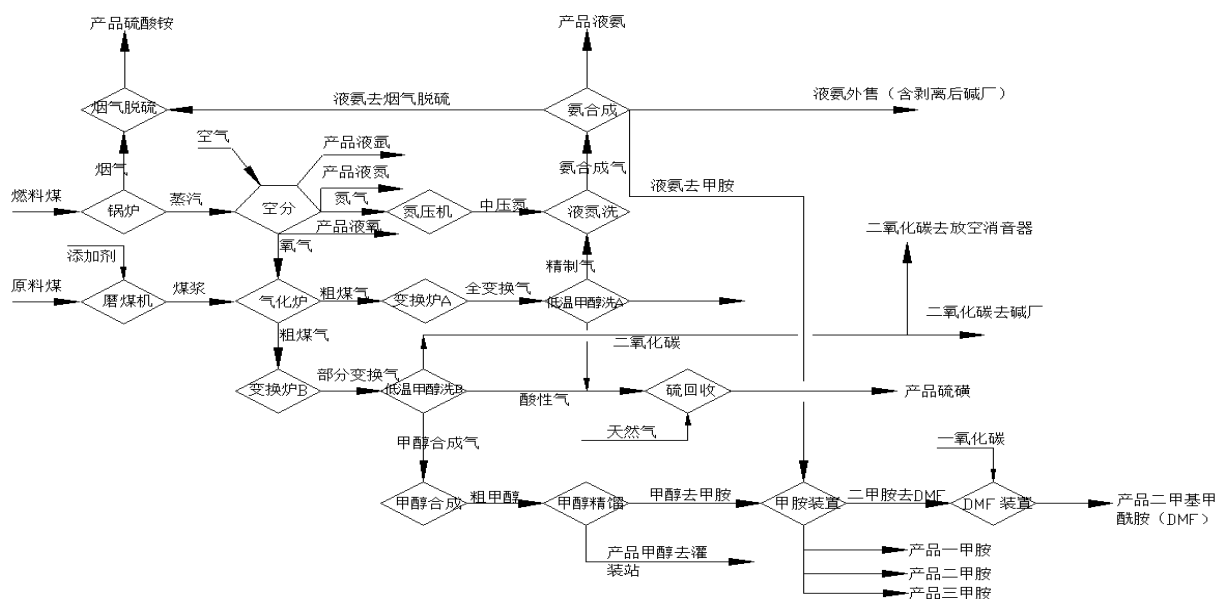 产品硫酸铵
产品液氨
烟气脱硫
液氨去烟气脱硫
氨合成
液氨外售（含剥离后碱厂）
空气
产品液氩
烟气
产品液氮
氨合成气
液氨去甲胺
燃料煤
锅炉
蒸汽
空分
氮气
氮压机
中压氮
液氮洗
产品液氧
二氧化碳去放空消音器
添加剂
氧气
精制气
原料煤
磨煤机
煤浆
气化炉
粗煤气
变换炉A
全变换气
低温甲醇洗A
二氧化碳去碱厂
粗煤气
二氧化碳
变换炉B
部分变换气
低温甲醇洗B
酸性气
硫回收
产品硫磺
天然气
甲醇合成气
一氧化碳
甲醇合成
粗甲醇
甲醇精馏
甲醇去甲胺
甲胺装置
二甲胺去DMF
DMF 装置
产品二甲基甲
酰胺（DMF）
产品甲醇去灌
装站
产品一甲胺
产品二甲胺
产品三甲胺